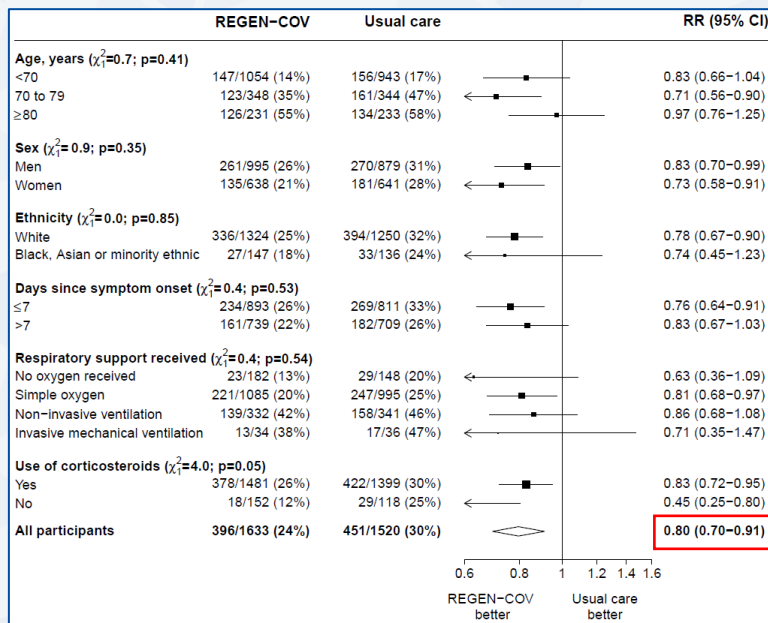 REGEN−COV Usual care RR (95% CI)
Age, years (χ²₁=0.7; p=0.41)
<70 147/1054 (14%) 156/943 (17%) 0.83 (0.66−1.04)
70 to 79 123/348 (35%) 161/344 (47%) 0.71 (0.56−0.90)
≥80 126/231 (55%) 134/233 (58%) 0.97 (0.76−1.25)
Sex (χ²₁= 0.9; p=0.35)
Men 261/995 (26%) 270/879 (31%) 0.83 (0.70−0.99)
Women 135/638 (21%) 181/641 (28%) 0.73 (0.58−0.91)
Ethnicity (χ²₁=0.0; p=0.85)
White 336/1324 (25%) 394/1250 (32%) 0.78 (0.67−0.90)
Black, Asian or minority ethnic 27/147 (18%) 33/136 (24%) 0.74 (0.45−1.23)
Days since symptom onset (χ²₁=0.4; p=0.53)
≤7 234/893 (26%) 269/811 (33%) 0.76 (0.64−0.91)
>7 161/739 (22%) 182/709 (26%) 0.83 (0.67−1.03)
Respiratory support received (χ²₁=0.4; p=0.54)
No oxygen received 23/182 (13%) 29/148 (20%) 0.63 (0.36−1.09)
Simple oxygen 221/1085 (20%) 247/995 (25%) 0.81 (0.68−0.97)
Non−invasive ventilation 139/332 (42%) 158/341 (46%) 0.86 (0.68−1.08)
Invasive mechanical ventilation 13/34 (38%) 17/36 (47%) 0.71 (0.35−1.47)
Use of corticosteroids (χ²₁=4.0; p=0.05)
Yes 378/1481 (26%) 422/1399 (30%) 0.83 (0.72−0.95)
No 18/152 (12%) 29/118 (25%) 0.45 (0.25−0.80)
All participants 396/1633 (24%) 451/1520 (30%) 0.80 (0.70−0.91)
0.6 0.8 1 1.2 1.4 1.6
REGEN−COV Usual care
better better